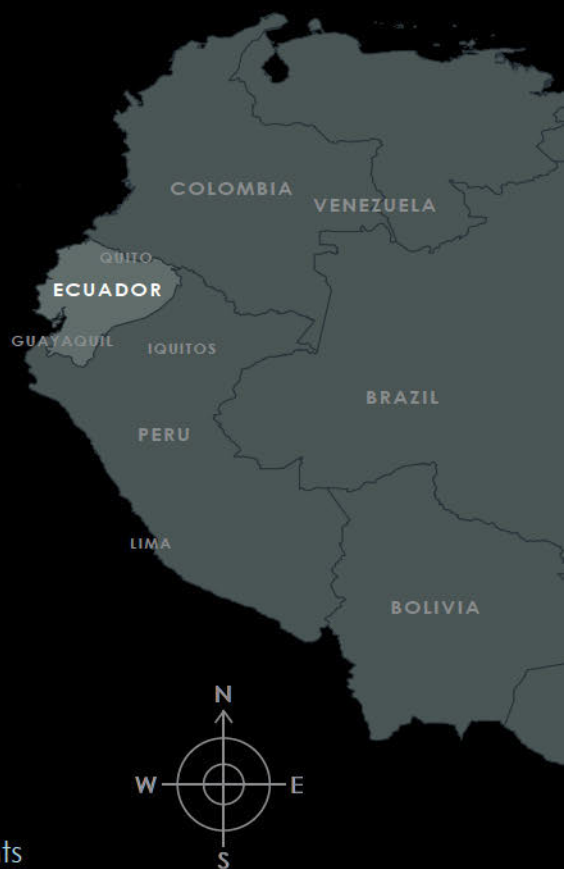 COLOMBIA
VENEZUELA
QUITO
ECUADOR
GUAYAQUIL
IQUITOS
BRAZIL
PERU
LIMA
BOLIVIA
N
W E
S